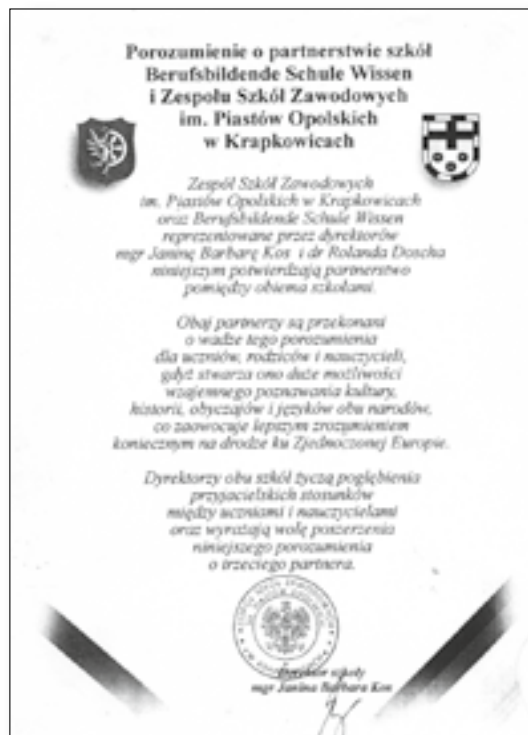 Porozumienie o partnerstwie szkół
Berufsbildende Schule Wissen
i Zespołu Szkół Zawodowych
im. Piastów Opolskich
w Krapkowicach
Zespół Szkół Zawodowych
im. Piastów Opolskich w Krapkowicach
oraz Berufsbildende Schule Wissen
reprezentowane przez dyrektorów
mgr Janinę Barbarę Kos i dr Rolanda Doscha
niniejszym potwierdzają partnerstwo
pomiędzy obiema szkołami.
Obaj partnerzy są przekonani
o wadze tego porozumienia
dla uczniów, rodziców i nauczycieli,
gdyż stwarza ono duże możliwości
wzajemnego poznawania kultury,
historii, obyczajów i języków obu narodów,
co zaowocuje lepszym zrozumieniem
koniecznym na drodze ku Zjednoczonej Europie.
Dyrektorzy obu szkół życzą pogłębienia
przyjacielskich stosunków
między uczniami i nauczycielami
oraz wyrażają wolę poszerzenia
niniejszego porozumienia
o trzeciego partnera.
Dyrektor szkoły
mgr Janina Barbara Kos